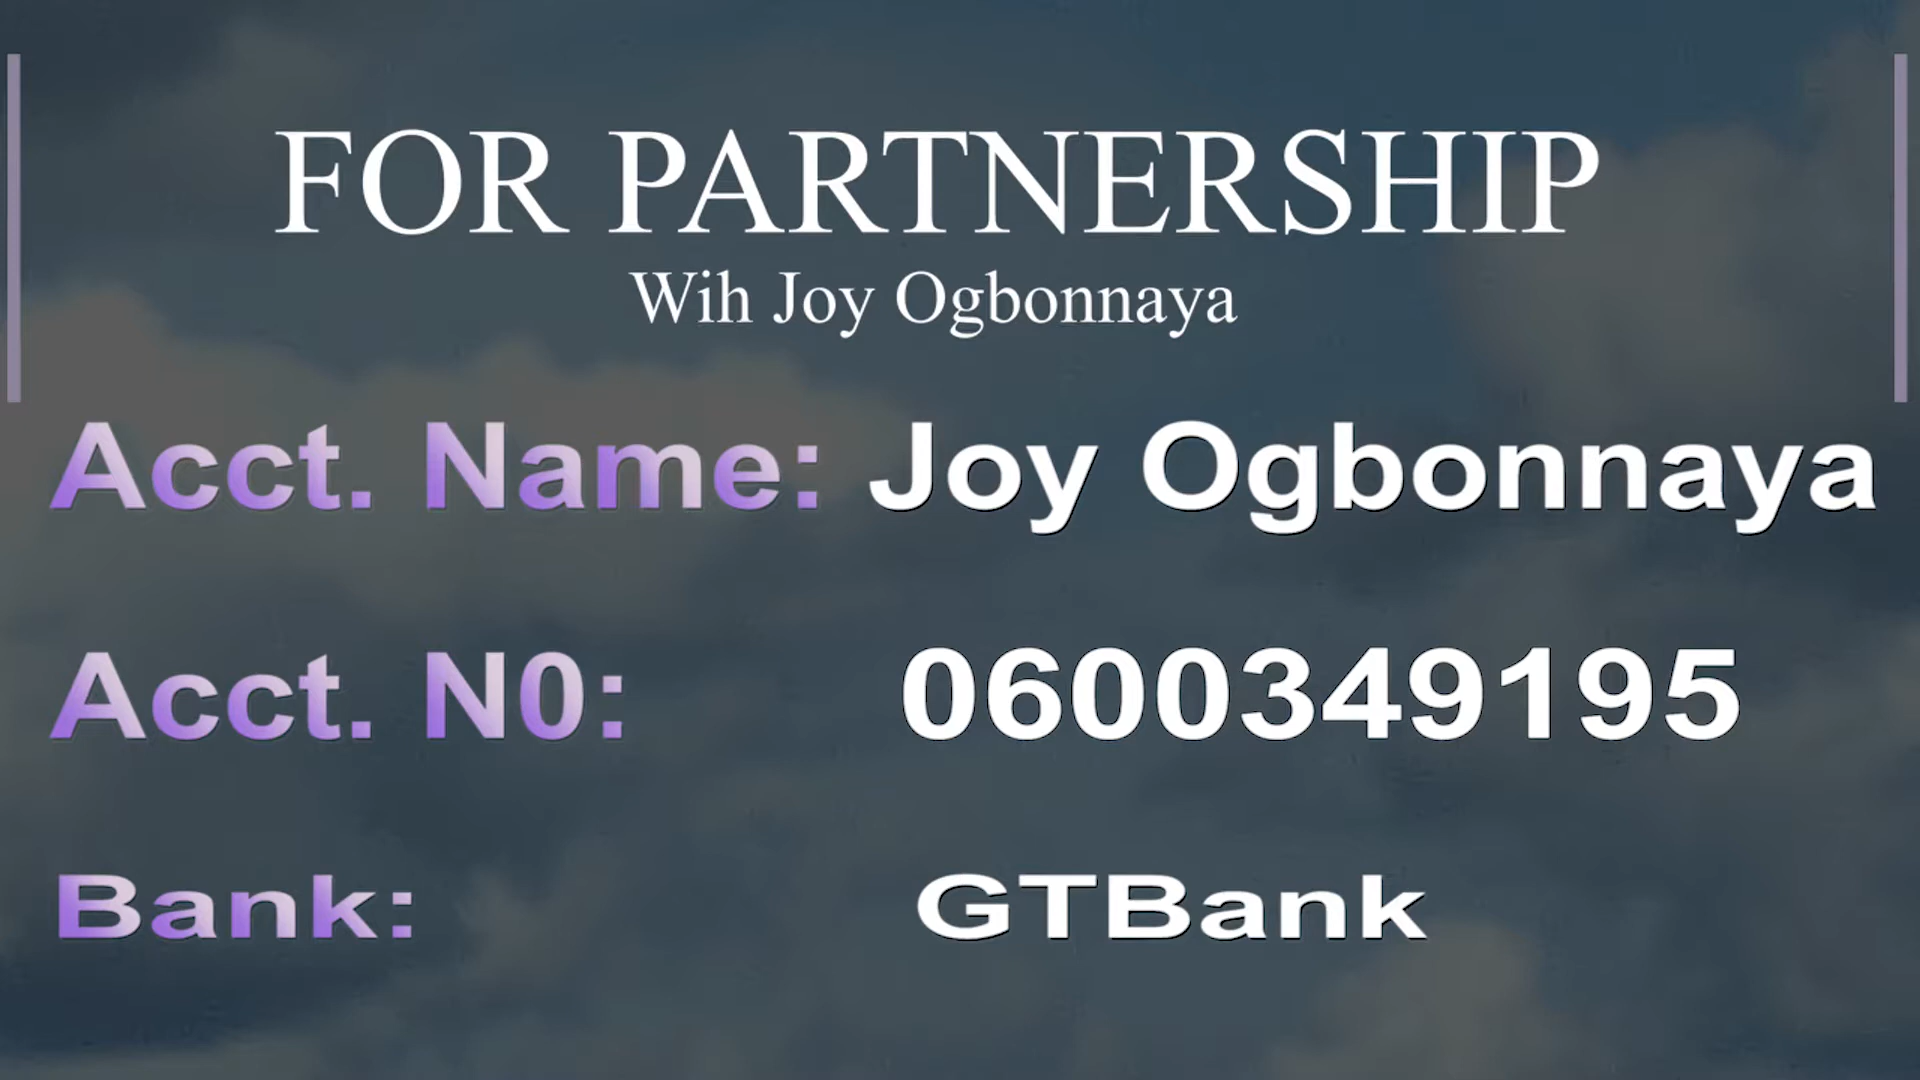 FOR PARTNERSHIP
Wih Joy Ogbonnaya
Acct. Name: Joy Ogbonnaya
Acct. N0: 0600349195
Bank: GTBank